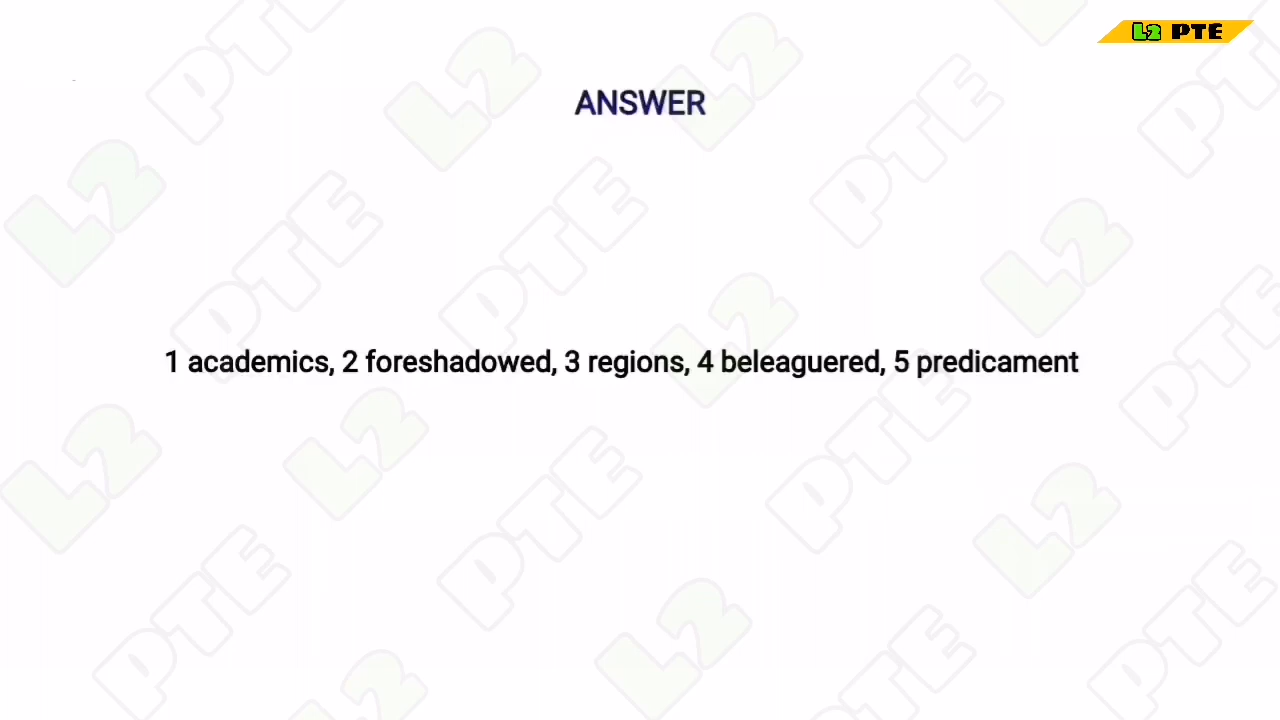 L2 PTE
ANSWER
1 academics, 2 foreshadowed, 3 regions, 4 beleaguered, 5 predicament